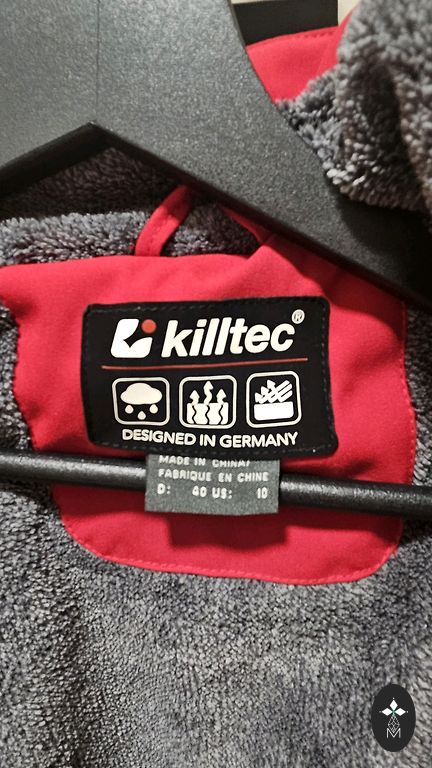 killtec®
DESIGNED IN GERMANY
MADE IN CHINA/
FABRIQUE EN CHINE
D: 40 US: 10
M